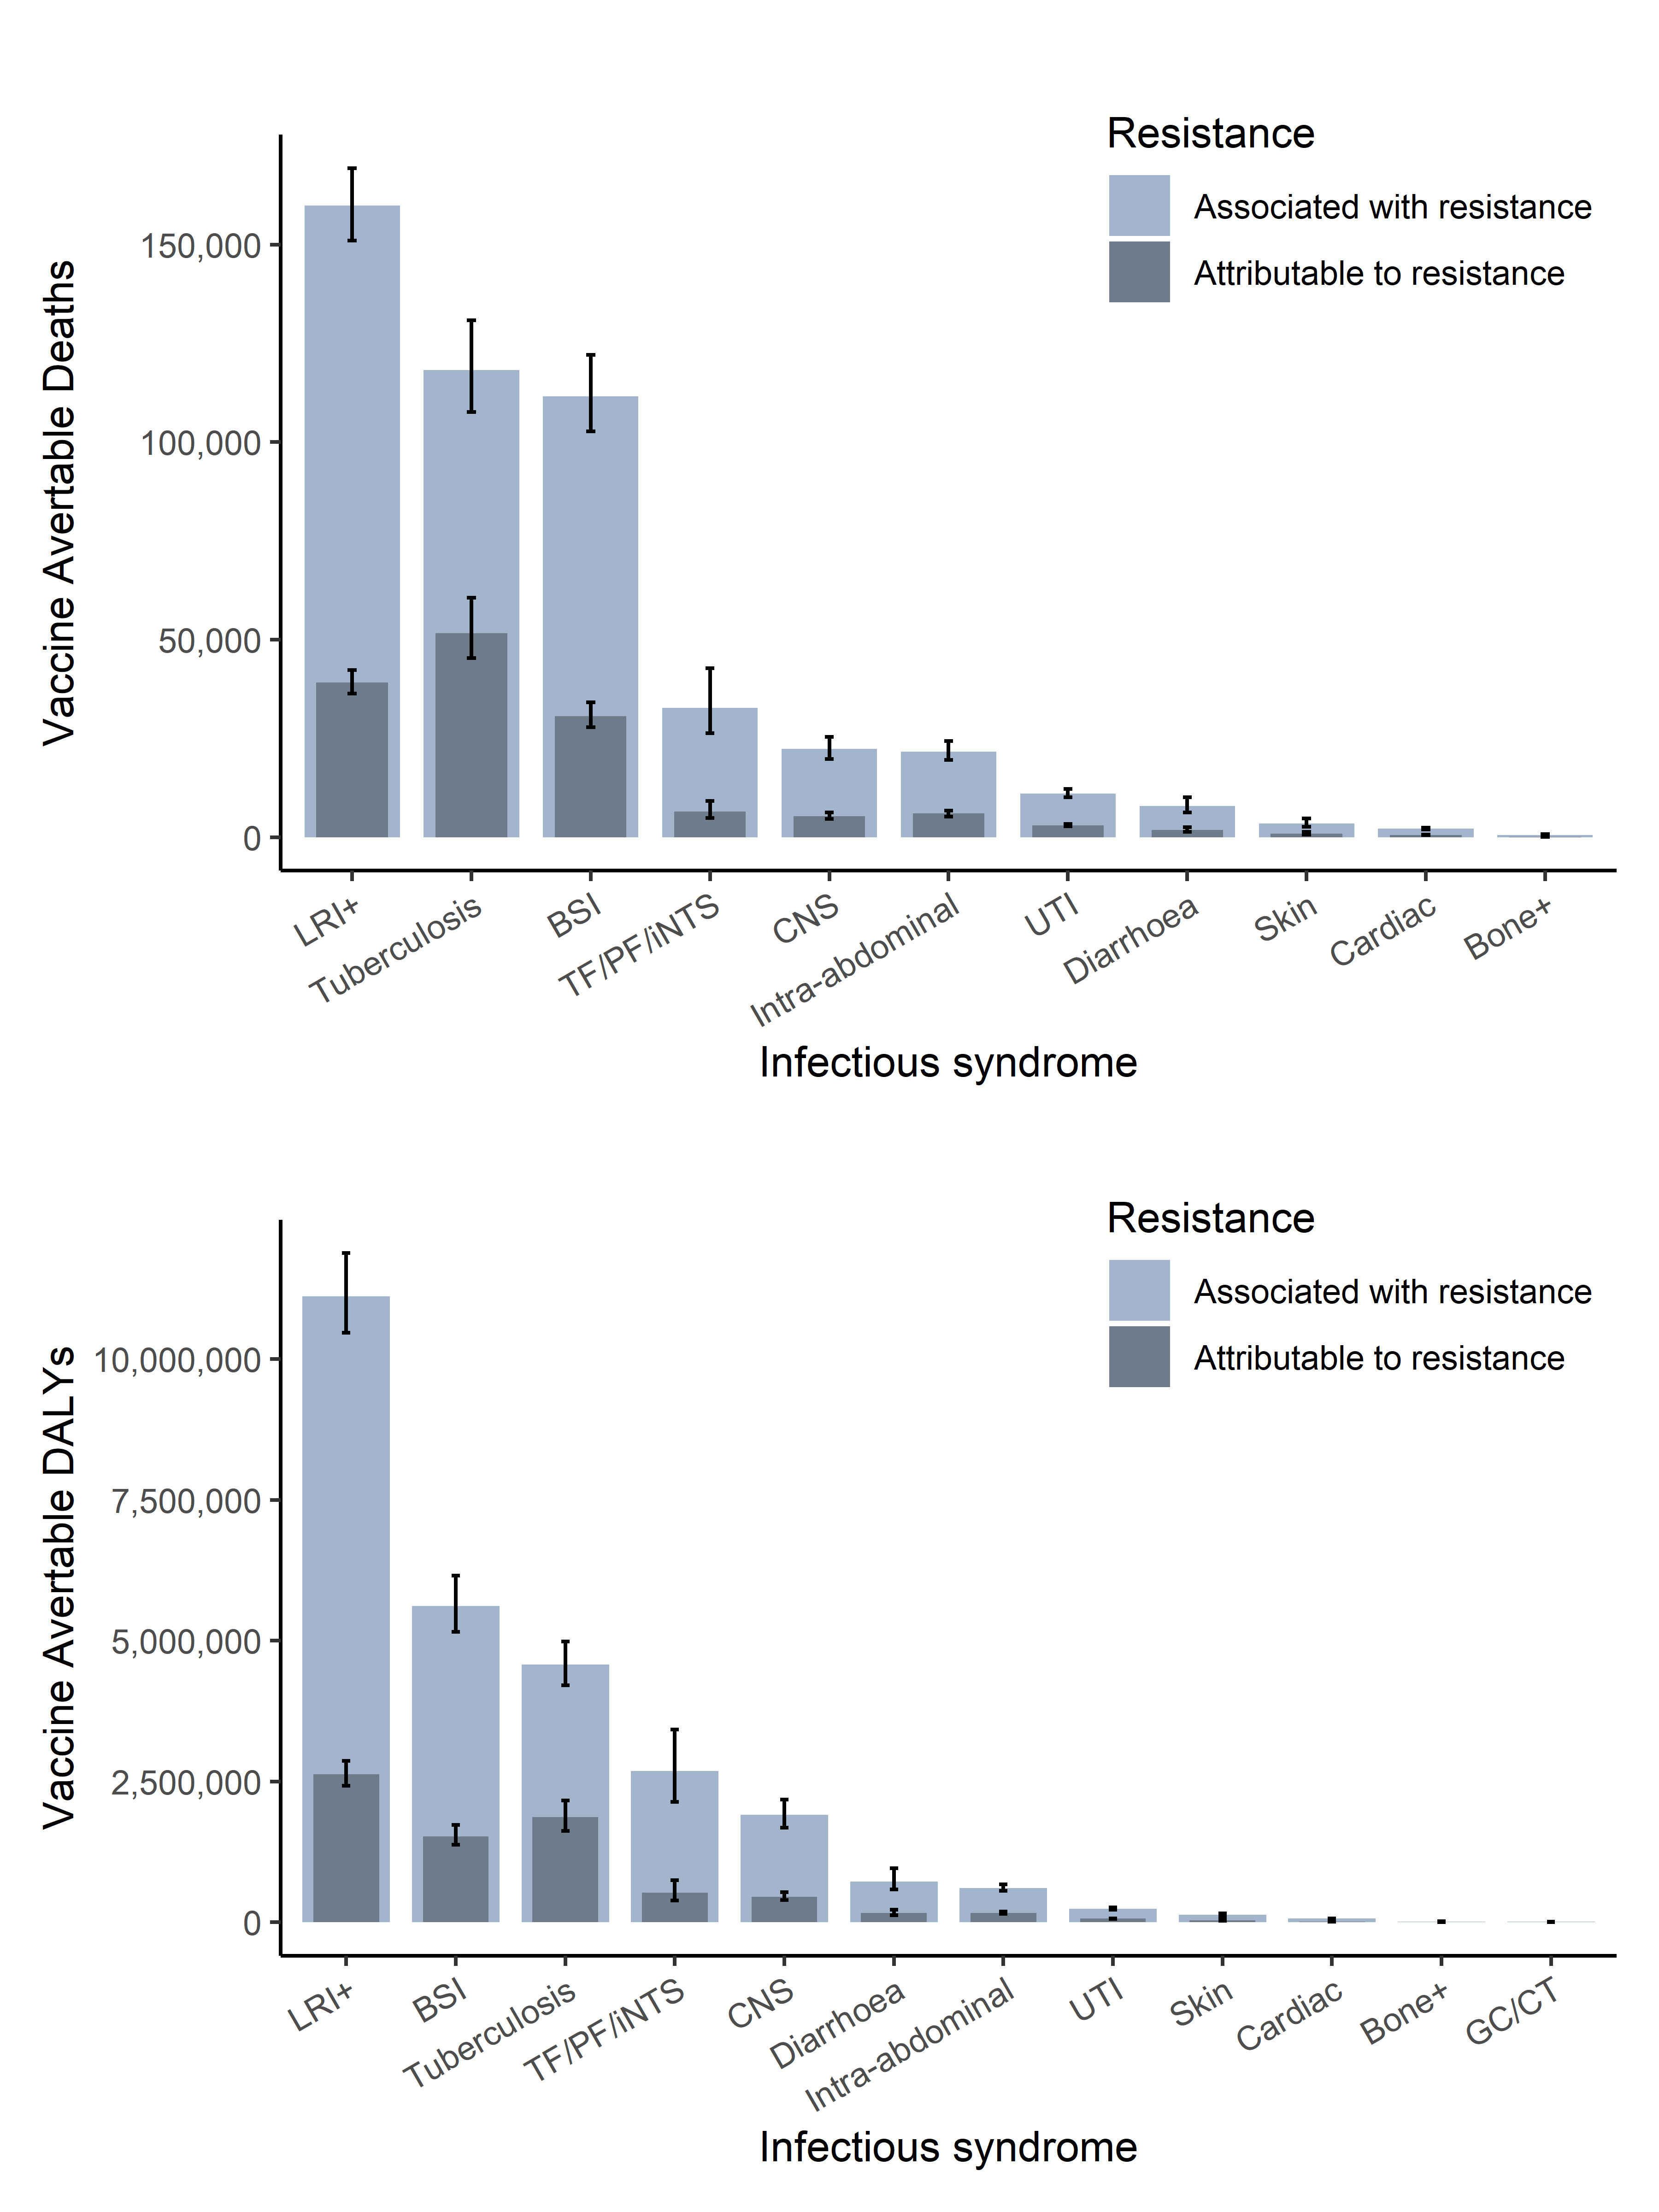 Resistance
Associated with resistance
Attributable to resistance
Vaccine Avertable Deaths
150,000
100,000
50,000
0
LRI+
Tuberculosis
BSI
TF/PF/iNTS
CNS
Intra-abdominal
UTI
Diarrhoea
Skin
Cardiac
Bone+
Infectious syndrome
Resistance
Associated with resistance
Attributable to resistance
Vaccine Avertable DALYs
10,000,000
7,500,000
5,000,000
2,500,000
0
LRI+
BSI
Tuberculosis
TF/PF/iNTS
CNS
Diarrhoea
Intra-abdominal
UTI
Skin
Cardiac
Bone+
GC/CT
Infectious syndrome